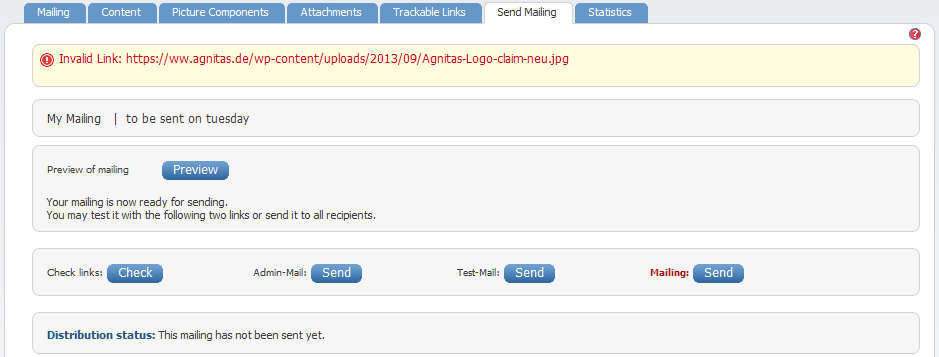 Mailing Content Picture Components Attachments Trackable Links Send Mailing Statistics
?
Invalid Link: https://ww.agnitas.de/wp-content/uploads/2013/09/Agnitas-Logo-claim-neu.jpg
My Mailing | to be sent on tuesday
Preview of mailing Preview
Your mailing is now ready for sending.
You may test it with the following two links or send it to all recipients.
Check links: Check Admin-Mail: Send Test-Mail: Send Mailing: Send
Distribution status: This mailing has not been sent yet.